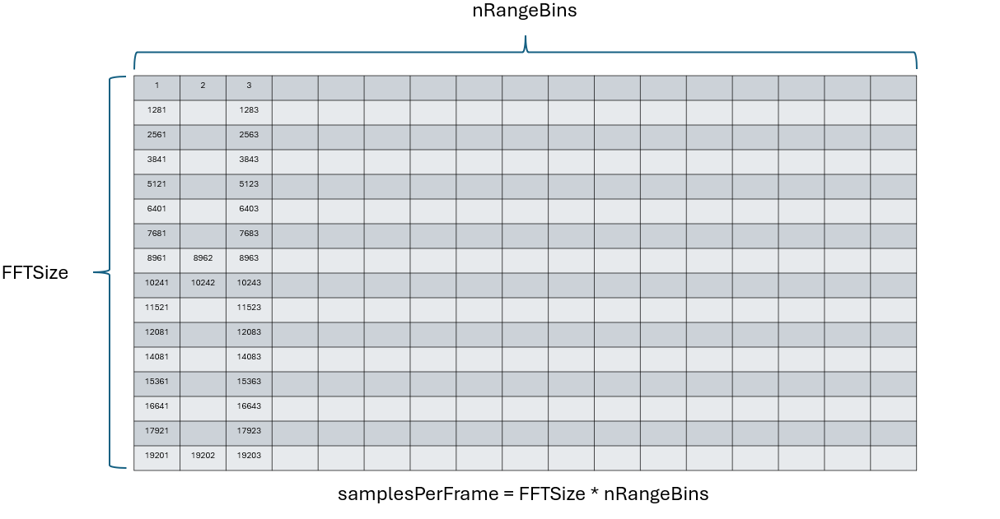 nRangeBins
1 2 3
1281 1283
2561 2563
3841 3843
5121 5123
6401 6403
7681 7683
FFTSize
8961 8962 8963
10241 10242 10243
11521 11523
12081 12083
14081 14083
15361 15363
16641 16643
17921 17923
19201 19202 19203
samplesPerFrame = FFTSize * nRangeBins